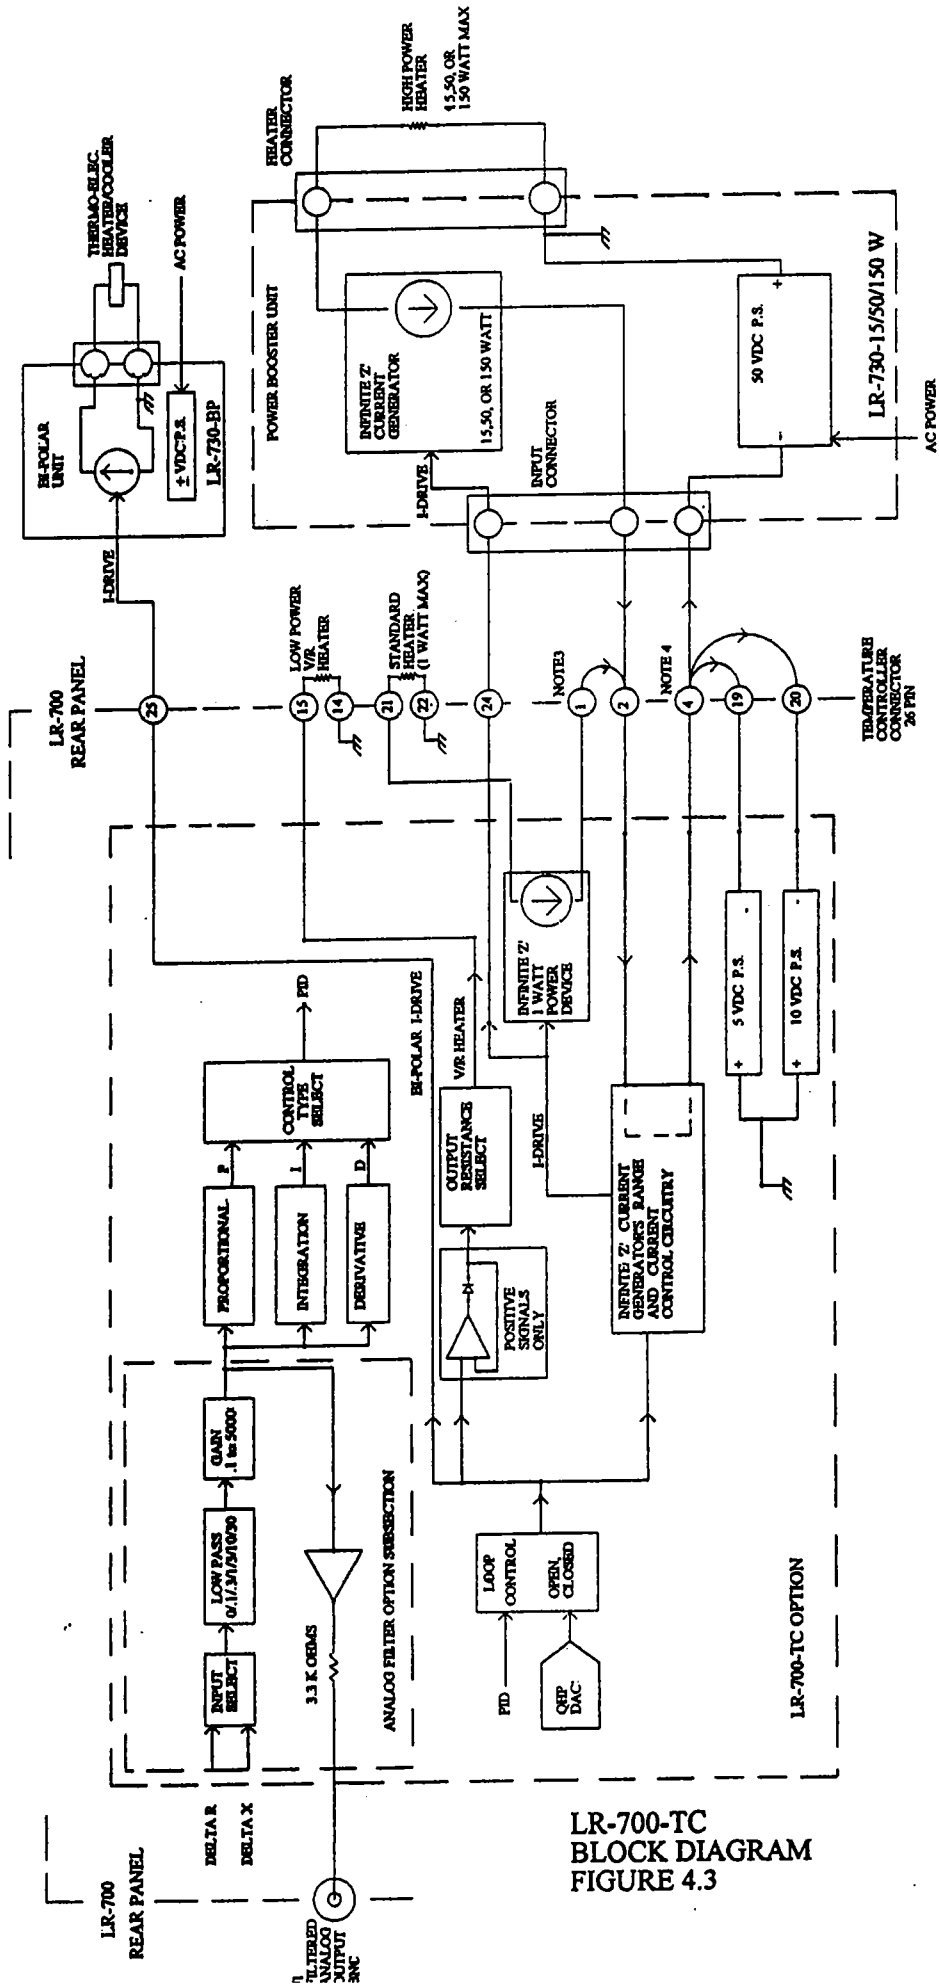 LR-700
REAR PANEL
FILTERED
ANALOG
OUTPUT
BNC
DELTA R
DELTA X
INPUT
SELECT
LOW PASS
0/.1/.3/1/3/10/30
GAIN
.1 to 5000
3.3 K OHMS
ANALOG FILTER OPTION SUBSECTION
PROPORTIONAL
INTEGRATION
DERIVATIVE
P
I
D
CONTROL
TYPE
SELECT
PID
PID
QHP
DAC
LOOP
CONTROL
OPEN,
CLOSED
BI-POLAR I-DRIVE
POSITIVE
SIGNALS
ONLY
OUTPUT
RESISTANCE
SELECT
V/R HEATER
I-DRIVE
INFINITE 'Z' CURRENT
GENERATOR'S RANGE
AND CURRENT
CONTROL CIRCUITRY
INFINITE 'Z'
1 WATT
POWER
DEVICE
+ 5 VDC P.S. -
+ 10 VDC P.S. -
LR-700-TC OPTION
LR-700
REAR PANEL
25
15
14
21
22
24
1
2
4
19
20
LOW POWER
V/R
HEATER
STANDARD
HEATER
(1 WATT MAX)
NOTE3
NOTE 4
TEMPERATURE
CONTROLLER
CONNECTOR
26 PIN
I-DRIVE
BI-POLAR
UNIT
± VDC P.S.
LR-730-BP
THERMO-ELEC.
HEATER/COOLER
DEVICE
AC POWER
POWER BOOSTER UNIT
I-DRIVE
INPUT
CONNECTOR
INFINITE 'Z'
CURRENT
GENERATOR
15,50, OR 150 WATT
HEATER
CONNECTOR
HIGH POWER
HEATER
15,50, OR
150 WATT MAX
- 50 VDC P.S. +
LR-730-15/50/150 W
AC POWER
LR-700-TC
BLOCK DIAGRAM
FIGURE 4.3